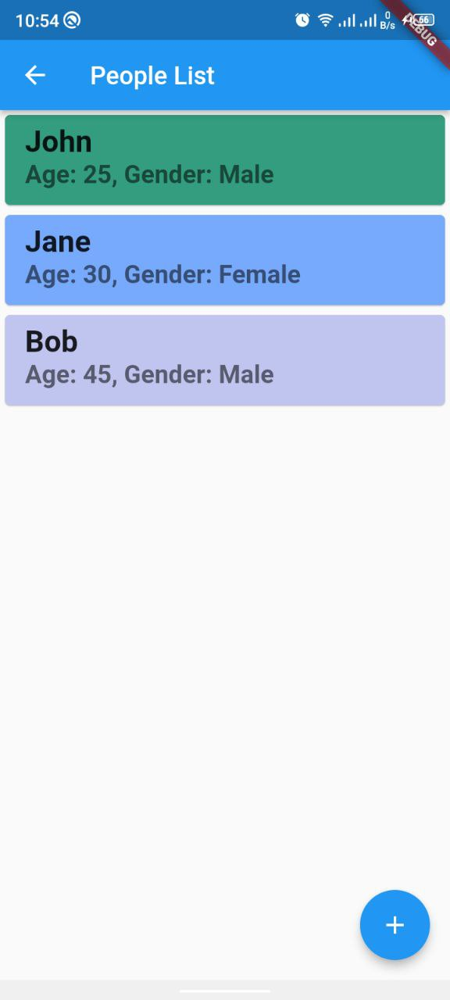 10:54
0
B/s
66
DEBUG
People List
John
Age: 25, Gender: Male
Jane
Age: 30, Gender: Female
Bob
Age: 45, Gender: Male
+